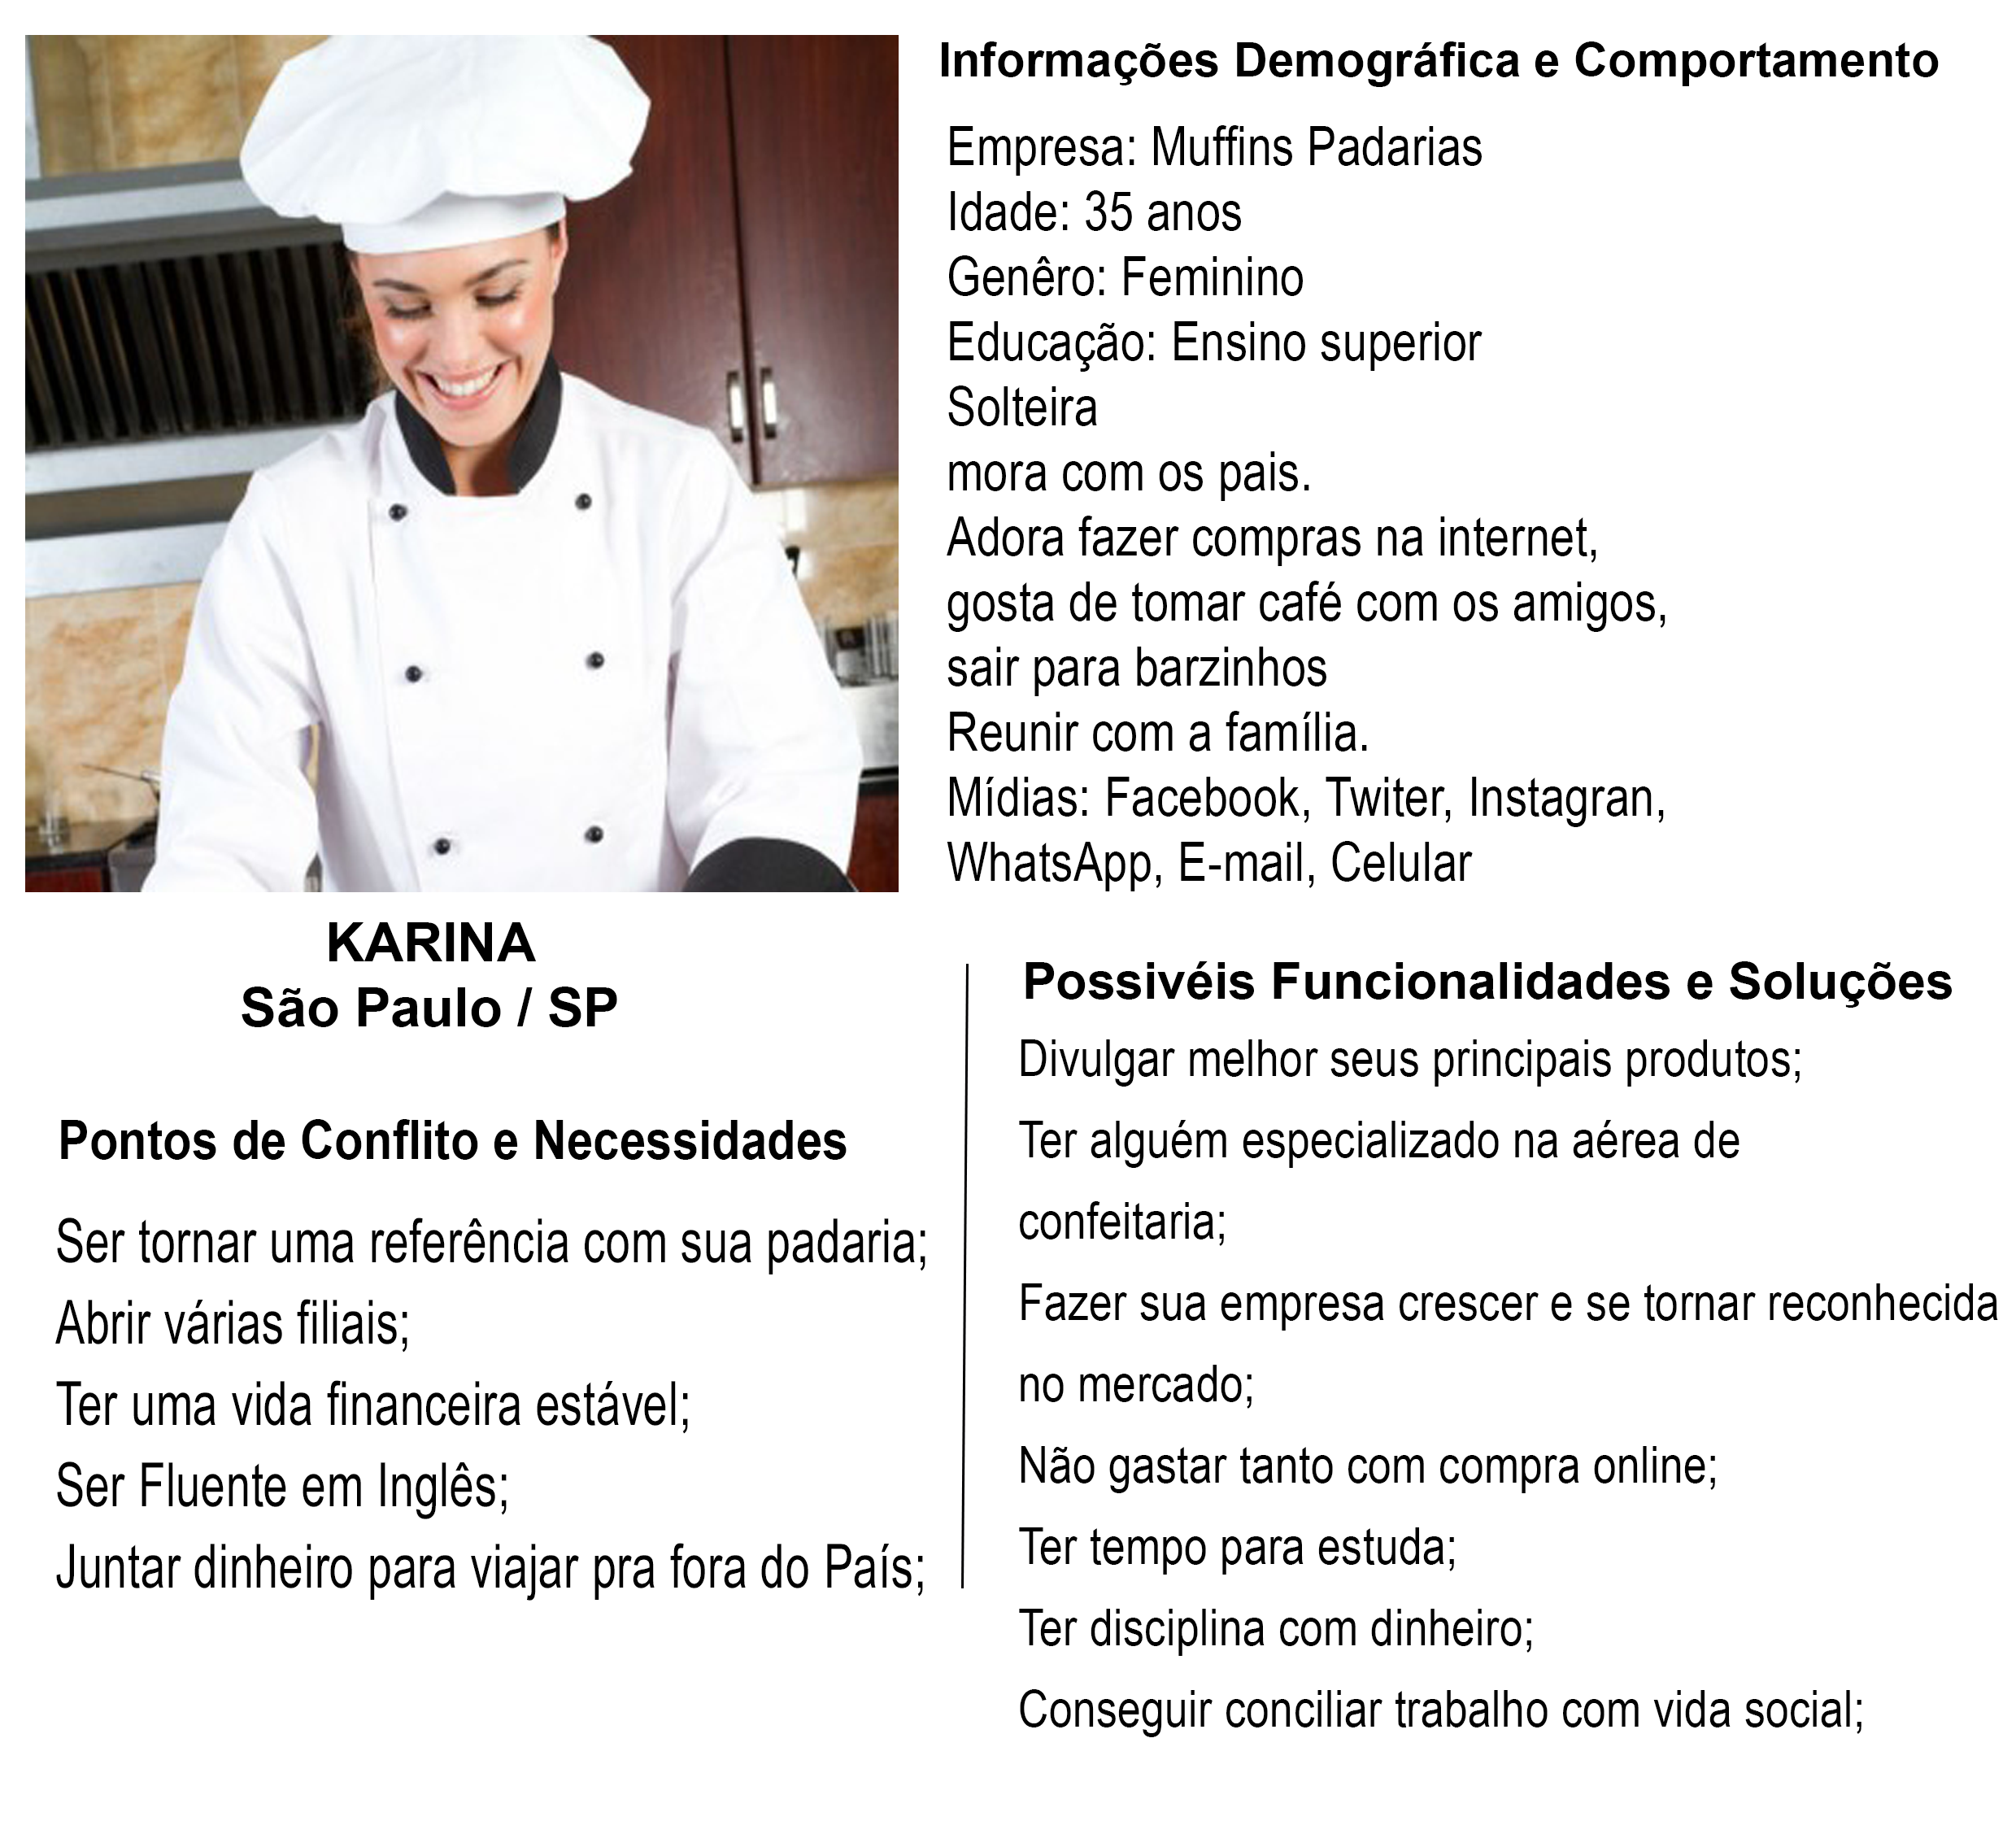 Informações Demográfica e Comportamento
Empresa: Muffins Padarias
Idade: 35 anos
Genêro: Feminino
Educação: Ensino superior
Solteira
mora com os pais.
Adora fazer compras na internet,
gosta de tomar café com os amigos,
sair para barzinhos
Reunir com a família.
Mídias: Facebook, Twiter, Instagran,
WhatsApp, E-mail, Celular
KARINA
São Paulo / SP
Pontos de Conflito e Necessidades
Ser tornar uma referência com sua padaria;
Abrir várias filiais;
Ter uma vida financeira estável;
Ser Fluente em Inglês;
Juntar dinheiro para viajar pra fora do País;
Possivéis Funcionalidades e Soluções
Divulgar melhor seus principais produtos;
Ter alguém especializado na aérea de
confeitaria;
Fazer sua empresa crescer e se tornar reconhecida
no mercado;
Não gastar tanto com compra online;
Ter tempo para estuda;
Ter disciplina com dinheiro;
Conseguir conciliar trabalho com vida social;